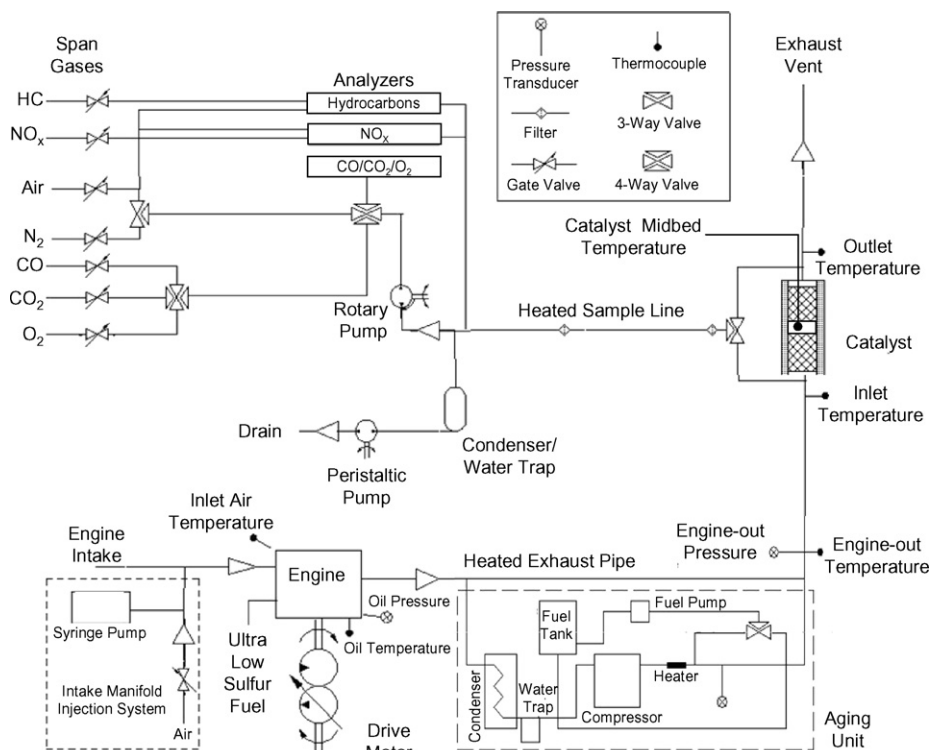 Span
Gases
HC
NOx
Air
N2
CO
CO2
O2
Analyzers
Hydrocarbons
NOX
CO/CO2/O2
Pressure
Transducer
Thermocouple
Filter
3-Way Valve
Gate Valve
4-Way Valve
Exhaust
Vent
Catalyst Midbed
Temperature
Outlet
Temperature
Rotary
Pump
Heated Sample Line
Catalyst
Inlet
Temperature
Drain
Condenser/
Water Trap
Peristaltic
Pump
Inlet Air
Temperature
Engine
Intake
Engine-out
Pressure
Engine-out
Temperature
Heated Exhaust Pipe
Engine
Oil Pressure
Oil Temperature
Syringe Pump
Intake Manifold
Injection System
Air
Ultra
Low
Sulfur
Fuel
Drive
Fuel
Tank
Fuel Pump
Condenser
Water
Trap
Compressor
Heater
Aging
Unit